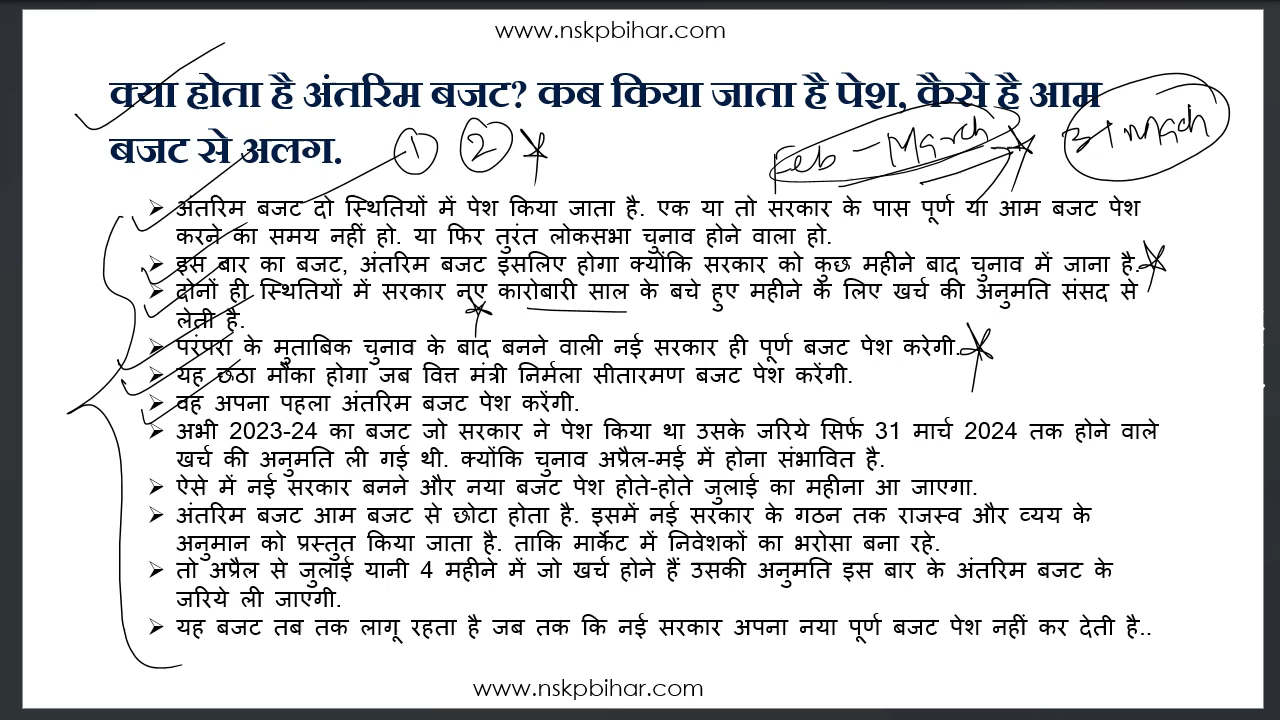 www.nskpbihar.com
क्या होता है अंतरिम बजट? कब किया जाता है पेश, कैसे है आम
बजट से अलग.
1 2
Feb - March
31 March
➢ अंतरिम बजट दो स्थितियों में पेश किया जाता है. एक या तो सरकार के पास पूर्ण या आम बजट पेश
करने का समय नहीं हो. या फिर तुरंत लोकसभा चुनाव होने वाला हो.
➢ इस बार का बजट, अंतरिम बजट इसलिए होगा क्योंकि सरकार को कुछ महीने बाद चुनाव में जाना है.
➢ दोनों ही स्थितियों में सरकार नए कारोबारी साल के बचे हुए महीने के लिए खर्च की अनुमति संसद से
लेती है.
➢ परंपरा के मुताबिक चुनाव के बाद बनने वाली नई सरकार ही पूर्ण बजट पेश करेगी.
➢ यह छठा मौका होगा जब वित्त मंत्री निर्मला सीतारमण बजट पेश करेंगी.
➢ वह अपना पहला अंतरिम बजट पेश करेंगी.
➢ अभी 2023-24 का बजट जो सरकार ने पेश किया था उसके जरिये सिर्फ 31 मार्च 2024 तक होने वाले
खर्च की अनुमति ली गई थी. क्योंकि चुनाव अप्रैल-मई में होना संभावित है.
➢ ऐसे में नई सरकार बनने और नया बजट पेश होते-होते जुलाई का महीना आ जाएगा.
➢ अंतरिम बजट आम बजट से छोटा होता है. इसमें नई सरकार के गठन तक राजस्व और व्यय के
अनुमान को प्रस्तुत किया जाता है. ताकि मार्केट में निवेशकों का भरोसा बना रहे.
➢ तो अप्रैल से जुलाई यानी 4 महीने में जो खर्च होने हैं उसकी अनुमति इस बार के अंतरिम बजट के
जरिये ली जाएगी.
➢ यह बजट तब तक लागू रहता है जब तक कि नई सरकार अपना नया पूर्ण बजट पेश नहीं कर देती है..
www.nskpbihar.com